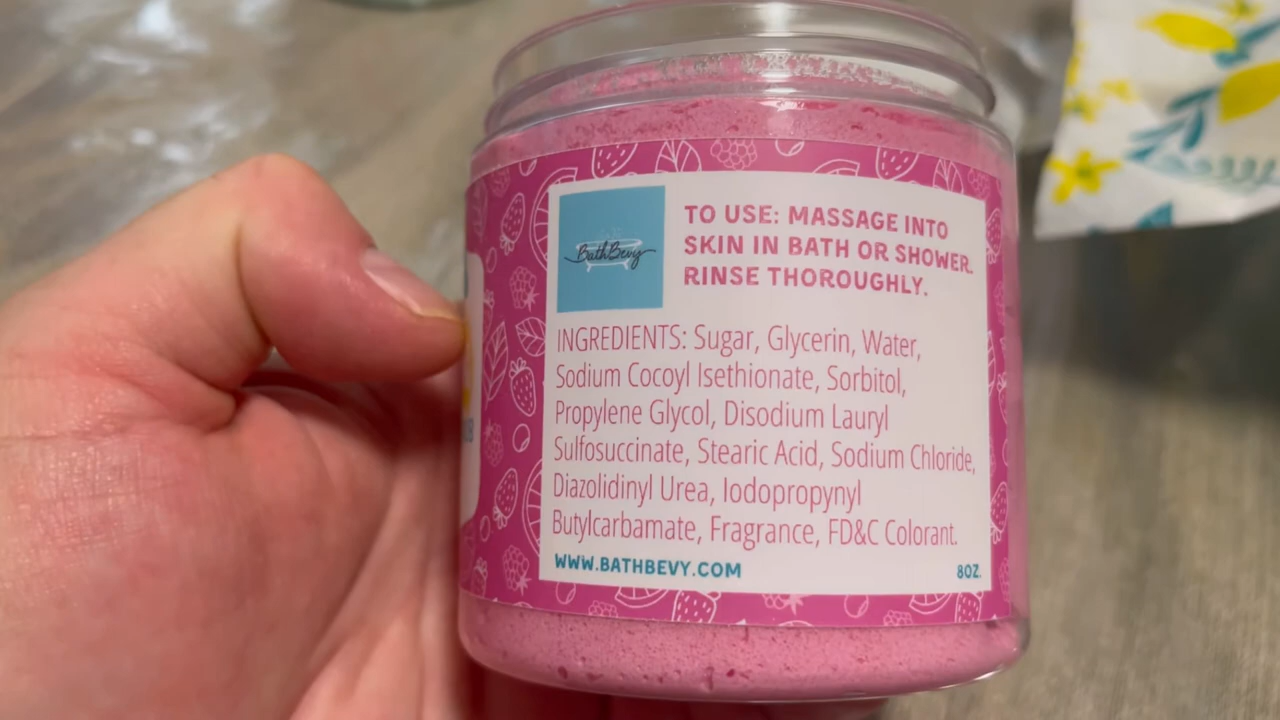 BathBevy
TO USE: MASSAGE INTO
SKIN IN BATH OR SHOWER.
RINSE THOROUGHLY.
INGREDIENTS: Sugar, Glycerin, Water,
Sodium Cocoyl Isethionate, Sorbitol,
Propylene Glycol, Disodium Lauryl
Sulfosuccinate, Stearic Acid, Sodium Chloride,
Diazolidinyl Urea, Iodopropynyl
Butylcarbamate, Fragrance, FD&C Colorant.
WWW.BATHBEVY.COM
8OZ.